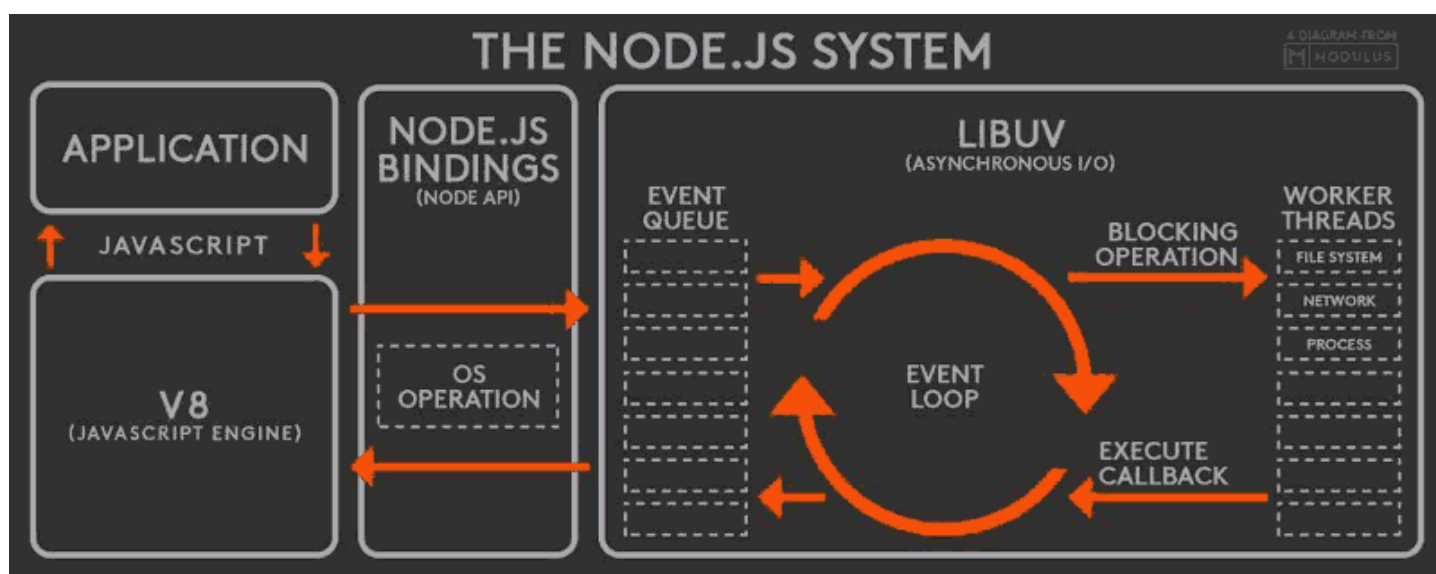 THE NODE.JS SYSTEM
A DIAGRAM FROM
MODULUS
APPLICATION
JAVASCRIPT
V8
(JAVASCRIPT ENGINE)
NODE.JS
BINDINGS
(NODE API)
OS
OPERATION
LIBUV
(ASYNCHRONOUS I/O)
EVENT
QUEUE
EVENT
LOOP
BLOCKING
OPERATION
EXECUTE
CALLBACK
WORKER
THREADS
FILE SYSTEM
NETWORK
PROCESS